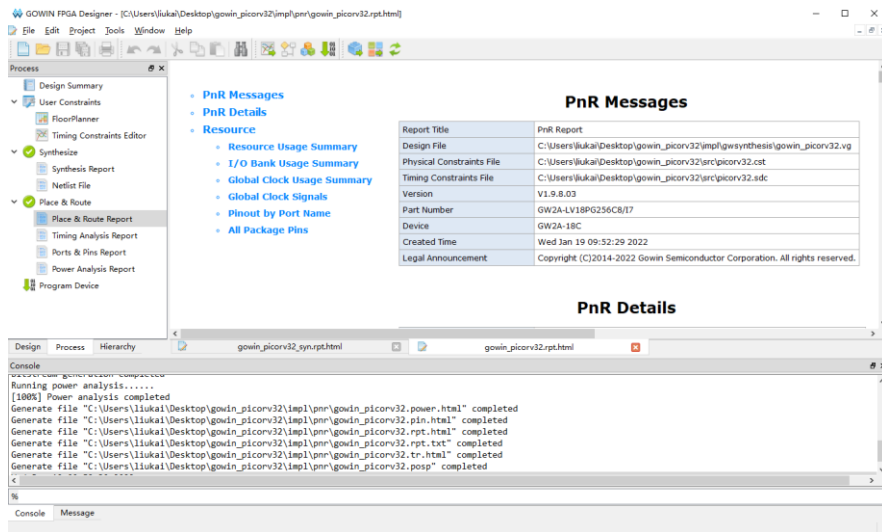 GOWIN FPGA Designer - [C:\Users\liukai\Desktop\gowin_picorv32\impl\pnr\gowin_picorv32.rpt.html]
File Edit Project Tools Window Help
Process
Design Summary
User Constraints
FloorPlanner
Timing Constraints Editor
Synthesize
Synthesis Report
Netlist File
Place & Route
Place & Route Report
Timing Analysis Report
Ports & Pins Report
Power Analysis Report
Program Device
Design Process Hierarchy
PnR Messages
PnR Details
Resource
Resource Usage Summary
I/O Bank Usage Summary
Global Clock Usage Summary
Global Clock Signals
Pinout by Port Name
All Package Pins
PnR Messages
Report Title PnR Report
Design File C:\Users\liukai\Desktop\gowin_picorv32\impl\gwsynthesis\gowin_picorv32.vg
Physical Constraints File C:\Users\liukai\Desktop\gowin_picorv32\src\picorv32.cst
Timing Constraints File C:\Users\liukai\Desktop\gowin_picorv32\src\picorv32.sdc
Version V1.9.8.03
Part Number GW2A-LV18PG256C8/I7
Device GW2A-18C
Created Time Wed Jan 19 09:52:29 2022
Legal Announcement Copyright (C)2014-2022 Gowin Semiconductor Corporation. All rights reserved.
PnR Details
gowin_picorv32_syn.rpt.html gowin_picorv32.rpt.html
Console
Bitstream generation completed
Running power analysis......
[100%] Power analysis completed
Generate file "C:\Users\liukai\Desktop\gowin_picorv32\impl\pnr\gowin_picorv32.power.html" completed
Generate file "C:\Users\liukai\Desktop\gowin_picorv32\impl\pnr\gowin_picorv32.pin.html" completed
Generate file "C:\Users\liukai\Desktop\gowin_picorv32\impl\pnr\gowin_picorv32.rpt.html" completed
Generate file "C:\Users\liukai\Desktop\gowin_picorv32\impl\pnr\gowin_picorv32.rpt.txt" completed
Generate file "C:\Users\liukai\Desktop\gowin_picorv32\impl\pnr\gowin_picorv32.tr.html" completed
Generate file "C:\Users\liukai\Desktop\gowin_picorv32\impl\pnr\gowin_picorv32.posp" completed
%
Console Message